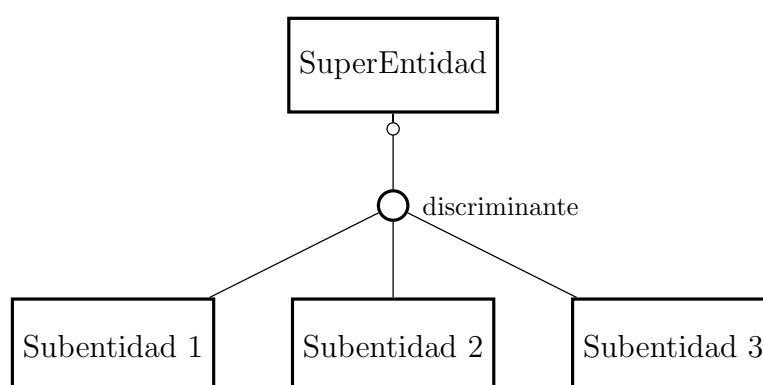 SuperEntidad
discriminante
Subentidad 1
Subentidad 2
Subentidad 3